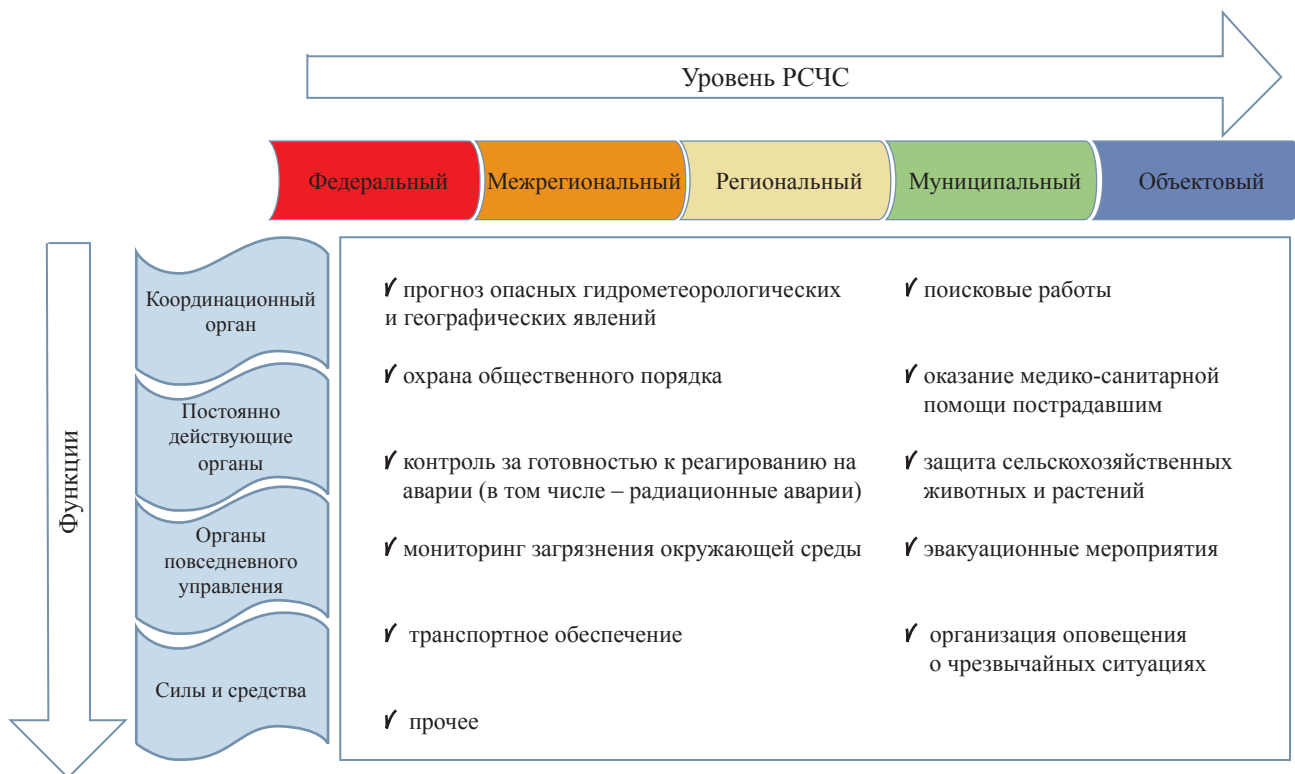 Уровень РСЧС
Федеральный
Межрегиональный
Региональный
Муниципальный
Объектовый
Функции
Координационный
орган
Постоянно
действующие
органы
Органы
повседневного
управления
Силы и средства
✓ прогноз опасных гидрометеорологических
и географических явлений
✓ охрана общественного порядка
✓ контроль за готовностью к реагированию на
аварии (в том числе – радиационные аварии)
✓ мониторинг загрязнения окружающей среды
✓ транспортное обеспечение
✓ прочее
✓ поисковые работы
✓ оказание медико-санитарной
помощи пострадавшим
✓ защита сельскохозяйственных
животных и растений
✓ эвакуационные мероприятия
✓ организация оповещения
о чрезвычайных ситуациях